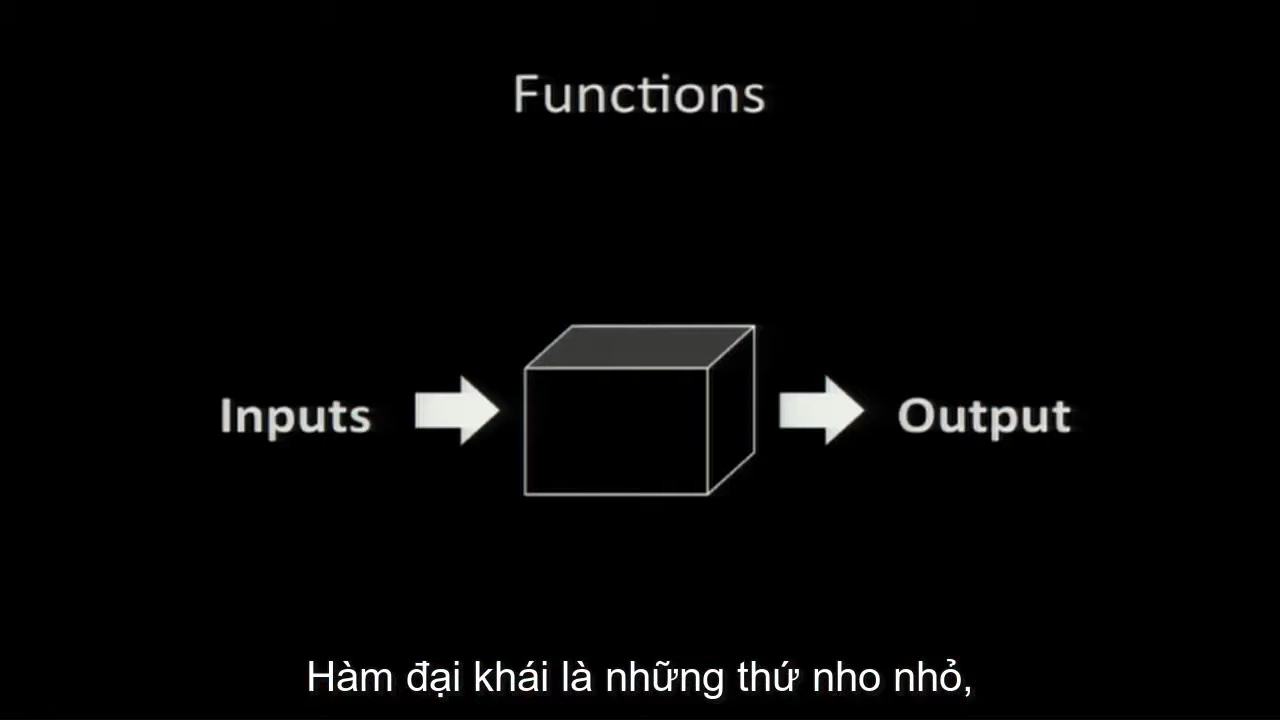 Functions
Inputs
Output
Hàm đại khái là những thứ nho nhỏ,